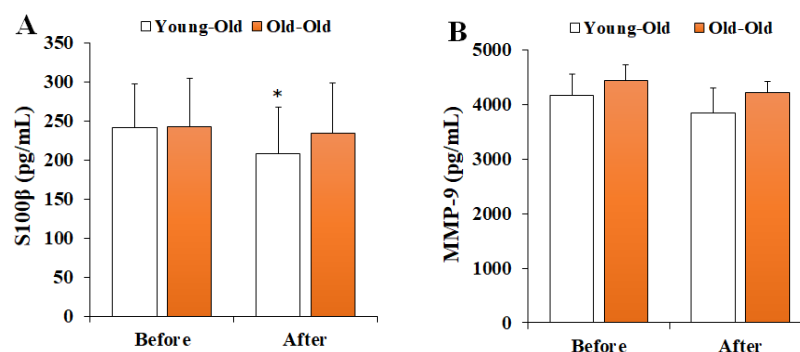 A
Young-Old Old-Old
S100β (pg/mL)
350
300
250
200
150
100
50
0
*
Before After
B
Young-Old Old-Old
MMP-9 (pg/mL)
5000
4000
3000
4000
1000
0
Before After